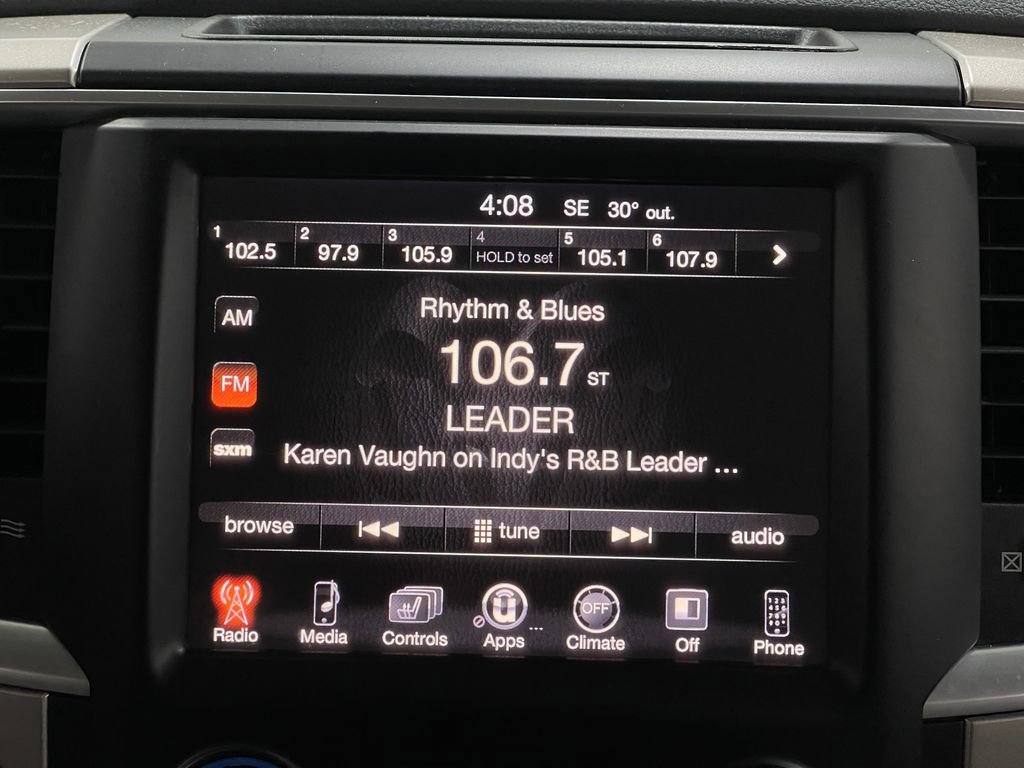 4:08 SE 30° out.
1 102.5 2 97.9 3 105.9 4 HOLD to set 5 105.1 6 107.9
Rhythm & Blues
AM
106.7 ST
FM
LEADER
sxm
Karen Vaughn on Indy's R&B Leader ...
browse tune audio
OFF
Radio Media Controls Apps ... Climate Off Phone